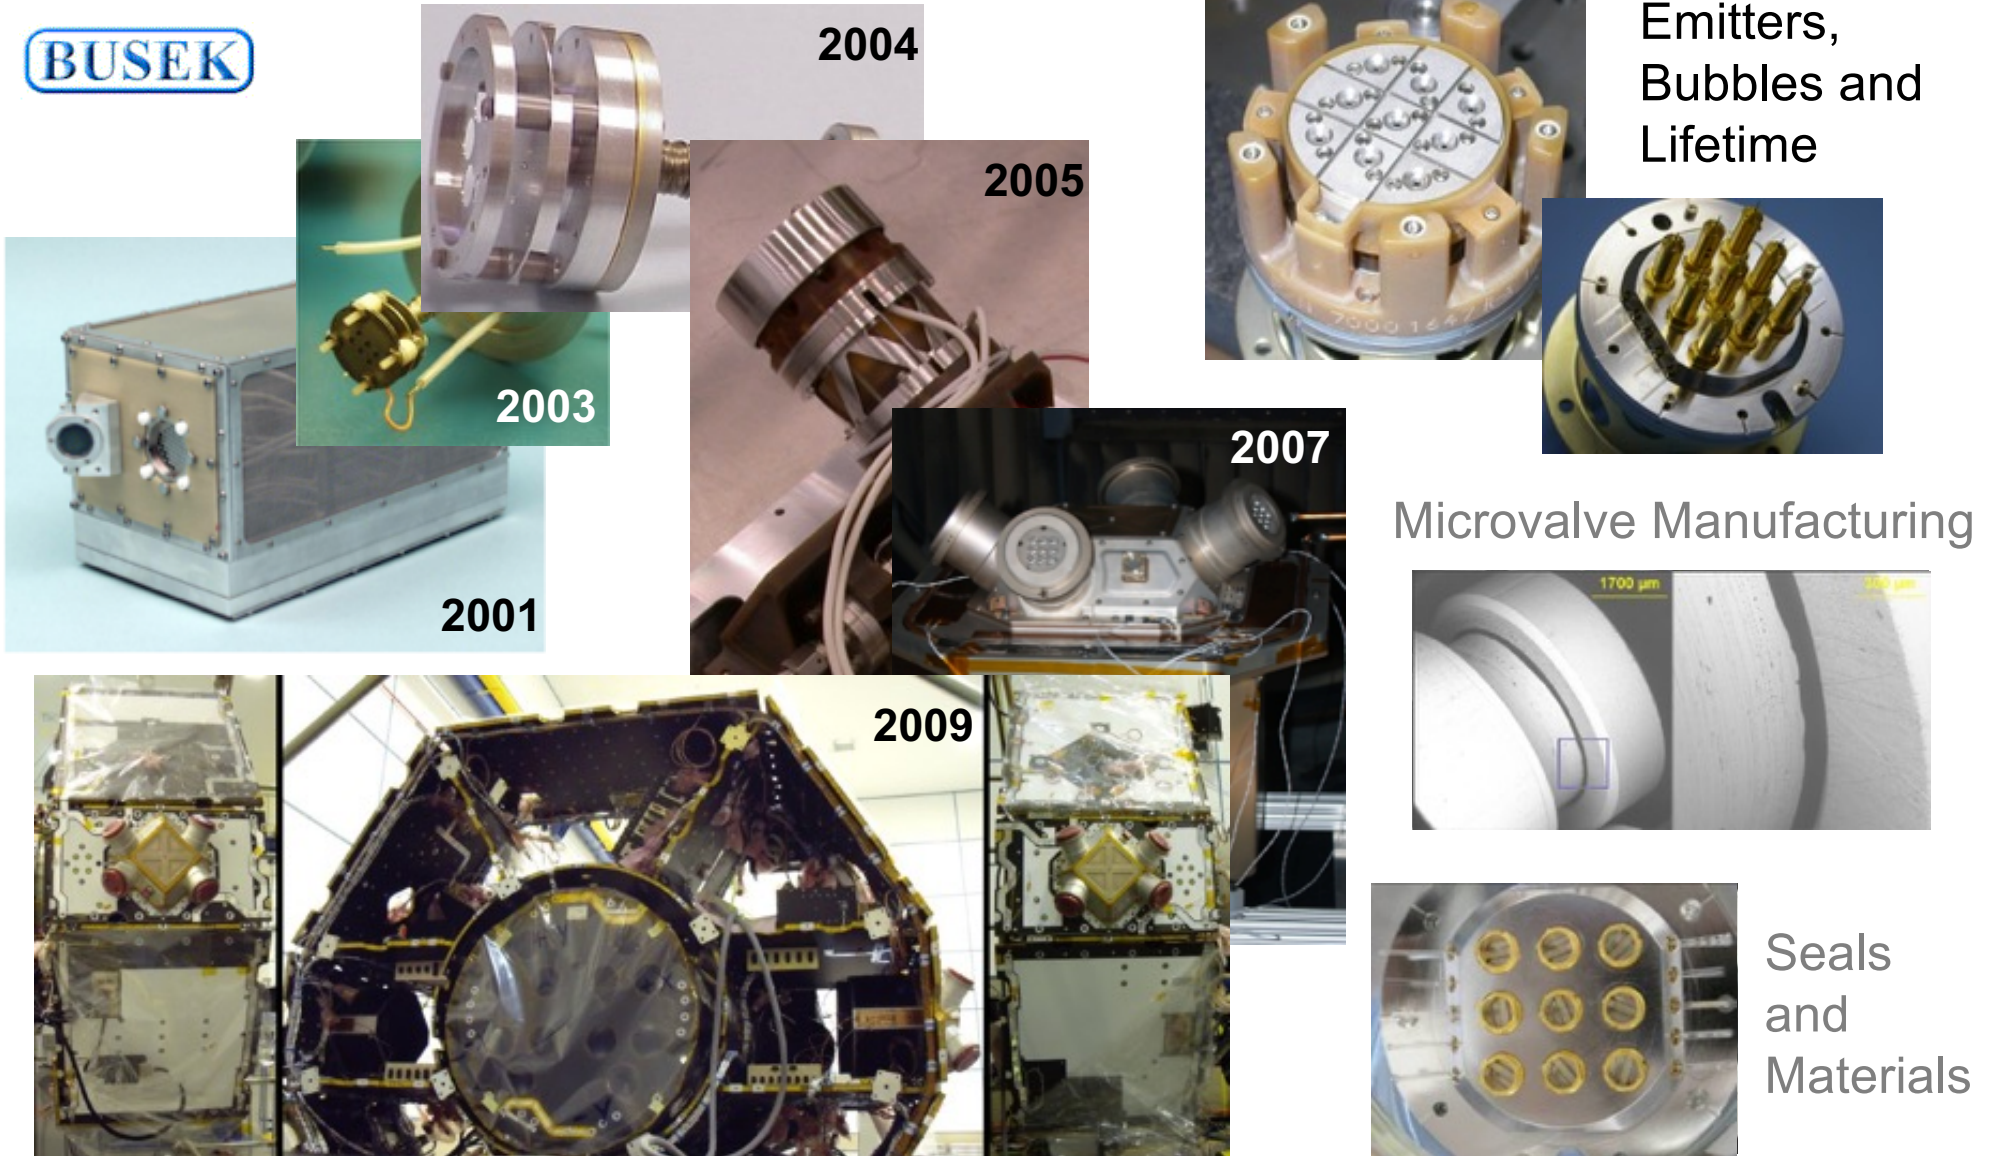 BUSEK
2004
Emitters,
Bubbles and
Lifetime
2005
2003
2007
2001
Microvalve Manufacturing
1700 µm
2009
Seals
and
Materials